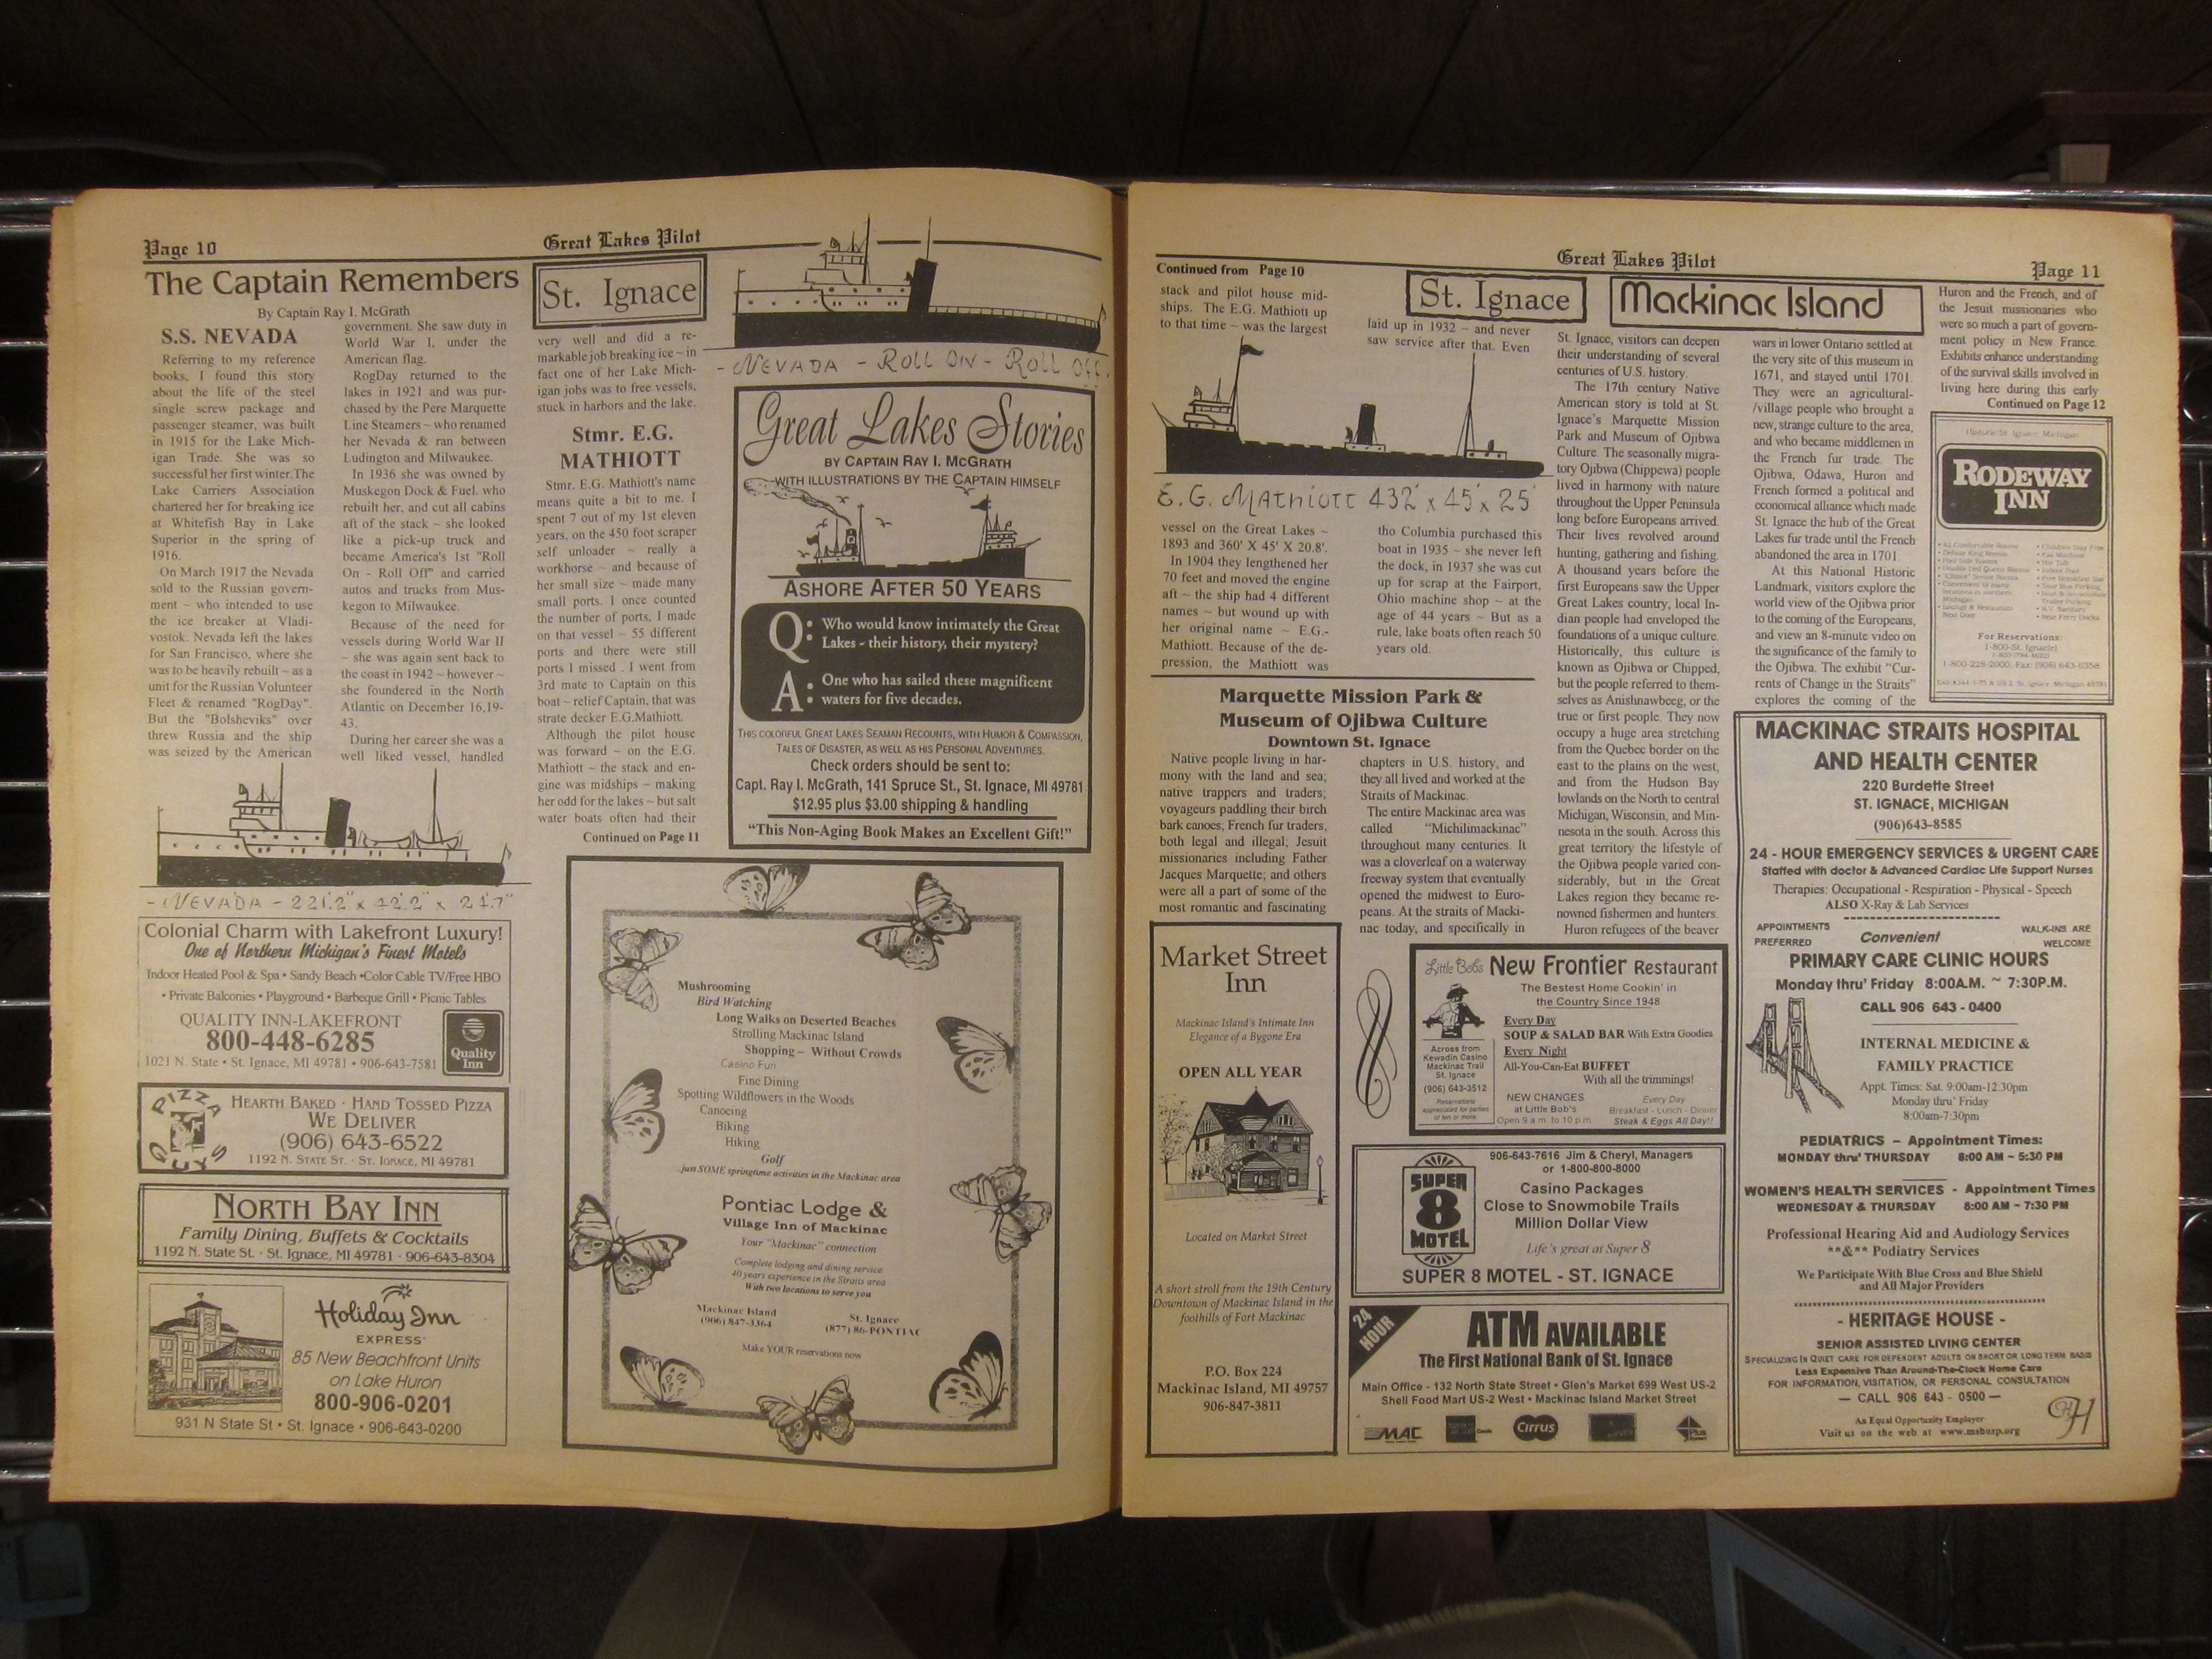 Page 10
Great Lakes Pilot
The Captain Remembers
By Captain Ray I. McGrath
S.S. NEVADA
Referring to my reference
books, I found this story
about the life of the steel
single screw package and
passenger steamer, was built
in 1915 for the Lake Mich-
igan Trade. She was so
successful her first winter.The
Lake Carriers Association
chartered her for breaking ice
at Whitefish Bay in Lake
Superior in the spring of
1916.
On March 1917 the Nevada
sold to the Russian govern-
ment ~ who intended to use
the ice breaker at Vladi-
vostok. Nevada left the lakes
for San Francisco, where she
was to be heavily rebuilt ~ as a
unit for the Russian Volunteer
Fleet & renamed "RogDay".
But the "Bolsheviks" over
threw Russia and the ship
was seized by the American
government. She saw duty in
World War I, under the
American flag.
RogDay returned to the
lakes in 1921 and was pur-
chased by the Pere Marquette
Line Steamers ~ who renamed
her Nevada & ran between
Ludington and Milwaukee.
In 1936 she was owned by
Muskegon Dock & Fuel. who
rebuilt her, and cut all cabins
aft of the stack ~ she looked
like a pick-up truck and
became America's 1st "Roll
On - Roll Off" and carried
autos and trucks from Mus-
kegon to Milwaukee.
Because of the need for
vessels during World War II
~ she was again sent back to
the coast in 1942 ~ however ~
she foundered in the North
Atlantic on December 16,19-
43.
During her career she was a
well liked vessel, handled
- NEVADA - 221.2" x 42.2" x 21.7"
St. Ignace
very well and did a re-
markable job breaking ice ~ in
fact one of her Lake Mich-
igan jobs was to free vessels,
stuck in harbors and the lake.
Stmr. E.G.
MATHIOTT
Stmr. E.G. Mathiott's name
means quite a bit to me. I
spent 7 out of my 1st eleven
years, on the 450 foot scraper
self unloader ~ really a
workhorse ~ and because of
her small size ~ made many
small ports. I once counted
the number of ports, I made
on that vessel ~ 55 different
ports and there were still
ports I missed . I went from
3rd mate to Captain on this
boat ~ relief Captain, that was
strate decker E.G.Mathiott.
Although the pilot house
was forward ~ on the E.G.
Mathiott ~ the stack and en-
gine was midships ~ making
her odd for the lakes ~ but salt
water boats often had their
Continued on Page 11
- NEVADA - ROLL ON - ROLL OFF -
Great Lakes Stories
BY CAPTAIN RAY I. MCGRATH
WITH ILLUSTRATIONS BY THE CAPTAIN HIMSELF
ASHORE AFTER 50 YEARS
Q: Who would know intimately the Great
Lakes - their history, their mystery?
A: One who has sailed these magnificent
waters for five decades.
THIS COLORFUL GREAT LAKES SEAMAN RECOUNTS, WITH HUMOR & COMPASSION,
TALES OF DISASTER, AS WELL AS HIS PERSONAL ADVENTURES.
Check orders should be sent to:
Capt. Ray I. McGrath, 141 Spruce St., St. Ignace, MI 49781
$12.95 plus $3.00 shipping & handling
"This Non-Aging Book Makes an Excellent Gift!"
Colonial Charm with Lakefront Luxury!
One of Northern Michigan's Finest Motels
Indoor Heated Pool & Spa • Sandy Beach •Color Cable TV/Free HBO
• Private Balconies • Playground • Barbeque Grill • Picnic Tables
QUALITY INN-LAKEFRONT
800-448-6285
1021 N. State • St. Ignace, MI 49781 • 906-643-7581
Quality
Inn
PIZZA
HEARTH BAKED · HAND TOSSED PIZZA
WE DELIVER
(906) 643-6522
1192 N. STATE ST. · ST. IGNACE, MI 49781
NORTH BAY INN
Family Dining, Buffets & Cocktails
1192 N. State St. · St. Ignace, MI 49781 · 906-643-8304
Holiday Inn
EXPRESS
85 New Beachfront Units
on Lake Huron
800-906-0201
931 N State St • St. Ignace • 906-643-0200
Mushrooming
Bird Watching
Long Walks on Deserted Beaches
Strolling Mackinac Island
Shopping – Without Crowds
Casino Fun
Fine Dining
Spotting Wildflowers in the Woods
Canoeing
Biking
Hiking
Golf
just SOME springtime activities in the Mackinac area
Pontiac Lodge &
Village Inn of Mackinac
Your "Mackinac" connection
Complete lodging and dining service
40 years experience in the Straits area
With two locations to serve you
Mackinac Island
(906) 847-3364
St. Ignace
(877) 86-PONTIAC
Make YOUR reservations now
Great Lakes Pilot
Page 11
Continued from Page 10
stack and pilot house mid-
ships. The E.G. Mathiott up
to that time ~ was the largest
St. Ignace
laid up in 1932 ~ and never
saw service after that. Even
E.G. MATHIOTT 432' x 45' x 25'
vessel on the Great Lakes ~
1893 and 360' X 45' X 20.8'.
In 1904 they lengthened her
70 feet and moved the engine
aft ~ the ship had 4 different
names ~ but wound up with
her original name ~ E.G.-
Mathiott. Because of the de-
pression, the Mathiott was
tho Columbia purchased this
boat in 1935 ~ she never left
the dock, in 1937 she was cut
up for scrap at the Fairport,
Ohio machine shop ~ at the
age of 44 years ~ But as a
rule, lake boats often reach 50
years old.
Marquette Mission Park &
Museum of Ojibwa Culture
Downtown St. Ignace
Native people living in har-
mony with the land and sea;
native trappers and traders;
voyageurs paddling their birch
bark canoes, French fur traders,
both legal and illegal; Jesuit
missionaries including Father
Jacques Marquette; and others
were all a part of some of the
most romantic and fascinating
chapters in U.S. history, and
they all lived and worked at the
Straits of Mackinac.
The entire Mackinac area was
called "Michilimackinac"
throughout many centuries. It
was a cloverleaf on a waterway
freeway system that eventually
opened the midwest to Euro-
peans. At the straits of Macki-
nac today, and specifically in
Mackinac Island
St. Ignace, visitors can deepen
their understanding of several
centuries of U.S. history.
The 17th century Native
American story is told at St.
Ignace's Marquette Mission
Park and Museum of Ojibwa
Culture. The seasonally migra-
tory Ojibwa (Chippewa) people
lived in harmony with nature
throughout the Upper Peninsula
long before Europeans arrived.
Their lives revolved around
hunting, gathering and fishing.
A thousand years before the
first Europeans saw the Upper
Great Lakes country, local In-
dian people had enveloped the
foundations of a unique culture.
Historically, this culture is
known as Ojibwa or Chipped,
but the people referred to them-
selves as Anishnawbeeg, or the
true or first people. They now
occupy a huge area stretching
from the Quebec border on the
east to the plains on the west,
and from the Hudson Bay
lowlands on the North to central
Michigan, Wisconsin, and Min-
nesota in the south. Across this
great territory the lifestyle of
the Ojibwa people varied con-
siderably, but in the Great
Lakes region they became re-
nowned fishermen and hunters.
Huron refugees of the beaver
wars in lower Ontario settled at
the very site of this museum in
1671, and stayed until 1701.
They were an agricultural-
/village people who brought a
new, strange culture to the area,
and who became middlemen in
the French fur trade. The
Ojibwa, Odawa, Huron and
French formed a political and
economical alliance which made
St. Ignace the hub of the Great
Lakes fur trade until the French
abandoned the area in 1701.
At this National Historic
Landmark, visitors explore the
world view of the Ojibwa prior
to the coming of the Europeans,
and view an 8-minute video on
the significance of the family to
the Ojibwa. The exhibit "Cur-
rents of Change in the Straits"
explores the coming of the
Huron and the French, and of
the Jesuit missionaries who
were so much a part of govern-
ment policy in New France.
Exhibits enhance understanding
of the survival skills involved in
living here during this early
Continued on Page 12
Historic St. Ignace, Michigan
RODEWAY
INN
• 42 Comfortable Rooms
• Deluxe King Rooms
• Lounge & Restaurant
Next Door
• Children Stay Free
• Fax Machine
• Hot Tub
• Indoor Pool
• Near Ferry Docks
For Reservations:
1-800-St. Ignace
1-800-228-2000, Fax: (906) 643-6358
Market Street
Inn
Mackinac Island's Intimate Inn
Elegance of a Bygone Era
OPEN ALL YEAR
Located on Market Street
A short stroll from the 19th Century
Downtown of Mackinac Island in the
foothills of Fort Mackinac
P.O. Box 224
Mackinac Island, MI 49757
906-847-3811
Little Bob's New Frontier Restaurant
The Bestest Home Cookin' in
the Country Since 1948
Across from
Kewadin Casino
Mackinac Trail
St. Ignace
(906) 643-3512
Reservations
Appreciated for parties
of ten or more.
Every Day
SOUP & SALAD BAR With Extra Goodies
Every Night
All-You-Can-Eat BUFFET
With all the trimmings!
NEW CHANGES
at Little Bob's
Open 9 a.m. to 10 p.m.
Every Day
Breakfast - Lunch - Dinner
Steak & Eggs All Day!!
SUPER
8
MOTEL
906-643-7616 Jim & Cheryl, Managers
or 1-800-800-8000
Casino Packages
Close to Snowmobile Trails
Million Dollar View
Life's great at Super 8
SUPER 8 MOTEL - ST. IGNACE
24
HOUR
ATM AVAILABLE
The First National Bank of St. Ignace
Main Office - 132 North State Street • Glen's Market 699 West US-2
Shell Food Mart US-2 West • Mackinac Island Market Street
MAC
Cirrus
Plus
MACKINAC STRAITS HOSPITAL
AND HEALTH CENTER
220 Burdette Street
ST. IGNACE, MICHIGAN
(906)643-8585
24 - HOUR EMERGENCY SERVICES & URGENT CARE
Staffed with doctor & Advanced Cardiac Life Support Nurses
Therapies: Occupational - Respiration - Physical - Speech
ALSO X-Ray & Lab Services
APPOINTMENTS
PREFERRED
Convenient
WALK-INS ARE
WELCOME
PRIMARY CARE CLINIC HOURS
Monday thru' Friday 8:00A.M. ~ 7:30P.M.
CALL 906 643 - 0400
INTERNAL MEDICINE &
FAMILY PRACTICE
Appt. Times: Sat. 9:00am-12:30pm
Monday thru' Friday
8:00am-7:30pm
PEDIATRICS – Appointment Times:
MONDAY thru' THURSDAY 8:00 AM ~ 5:30 PM
WOMEN'S HEALTH SERVICES - Appointment Times
WEDNESDAY & THURSDAY 8:00 AM ~ 7:30 PM
Professional Hearing Aid and Audiology Services
**&** Podiatry Services
We Participate With Blue Cross and Blue Shield
and All Major Providers
- HERITAGE HOUSE -
SENIOR ASSISTED LIVING CENTER
SPECIALIZING IN QUIET CARE FOR DEPENDENT ADULTS ON SHORT OR LONG TERM BASIS
Less Expensive Than Around-The-Clock Home Care
FOR INFORMATION, VISITATION, OR PERSONAL CONSULTATION
— CALL 906 643 - 0500 —
An Equal Opportunity Employer
Visit us on the web at www.mshosp.org
HH